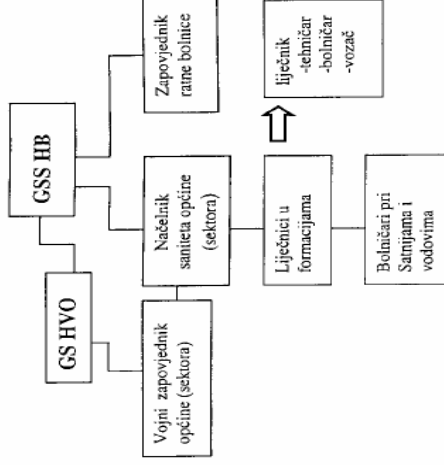 GSS HB
GS HVO
Vojni zapovjednik
općine (sektora)
Načelnik
saniteta općine
(sektora)
Zapovjednik
ratne bolnice
Liječnici u
formacijama
liječnik
-tehničar
-bolničar
-vozač
Bolničari pri
Satnijama i
vodovima